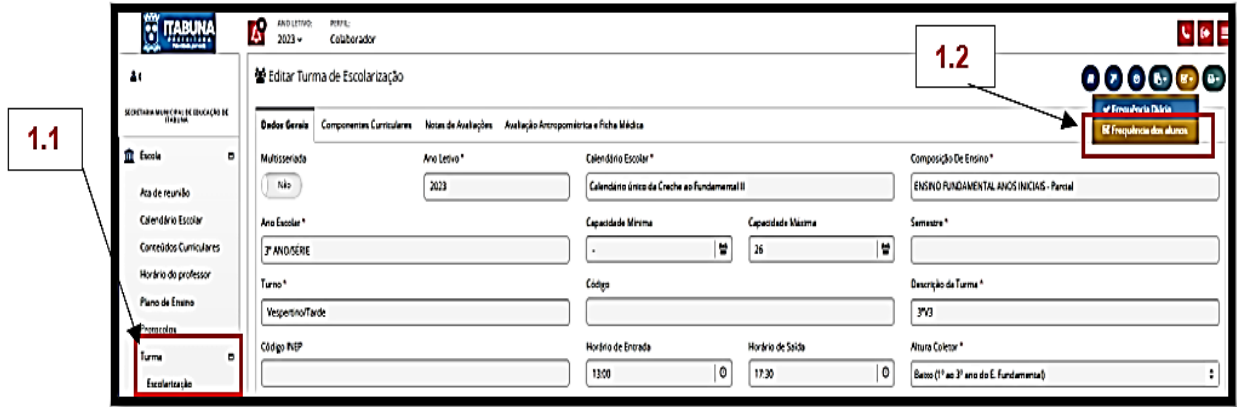 ITABUNA
PREFEITURA
ANO LETIVO:
2023
PERFIL:
Colaborador
1.2
Editar Turma de Escolarização
SECRETARIA MUNICIPAL DE EDUCAÇÃO DE
ITABUNA
Frequência Diária
Frequência dos alunos
1.1
Dados Gerais
Componentes Curriculares
Notas de Avaliações
Avaliação Antropométrica e Ficha Médica
Escola
Ata de reunião
Calendário Escolar
Conteúdos Curriculares
Horário do professor
Plano de Ensino
Protocolos
Turma
Escolarização
Multisseriada
Não
Ano Letivo *
2023
Calendário Escolar *
Calendário único da Creche ao Fundamental II
Composição De Ensino *
ENSINO FUNDAMENTAL ANOS INICIAIS - Parcial
Ano Escolar *
3º ANO/SÉRIE
Capacidade Mínima
-
Capacidade Máxima
26
Semestre *
Turno *
Vespertino/Tarde
Código
Descrição da Turma *
3ºV3
Código INEP
Horário de Entrada
13:00
Horário de Saída
17:30
Altura Coletor *
Baixo (1º ao 3º ano do E. Fundamental)